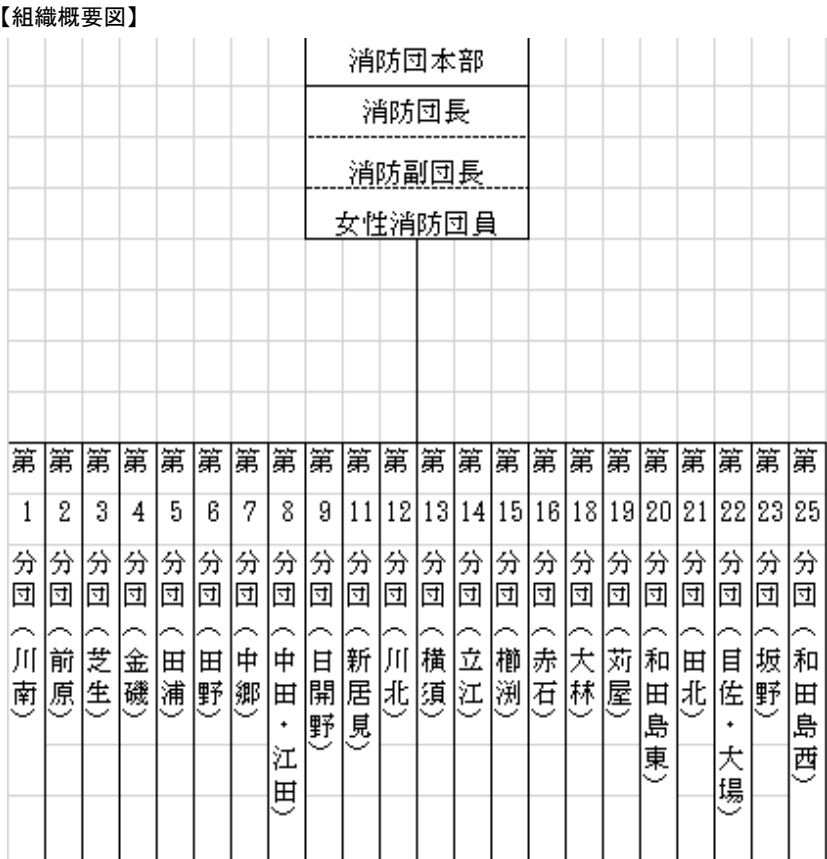 【組織概要図】
消防団本部
消防団長
消防副団長
女性消防団員
第1分団(川南)
第2分団(前原)
第3分団(芝生)
第4分団(金磯)
第5分団(田浦)
第6分団(田野)
第7分団(中郷)
第8分団(中田・江田)
第9分団(日開野)
第11分団(新居見)
第12分団(川北)
第13分団(横須)
第14分団(立江)
第15分団(櫛渕)
第16分団(赤石)
第18分団(大林)
第19分団(苅屋)
第20分団(和田島東)
第21分団(田北)
第22分団(目佐・大場)
第23分団(坂野)
第25分団(和田島西)